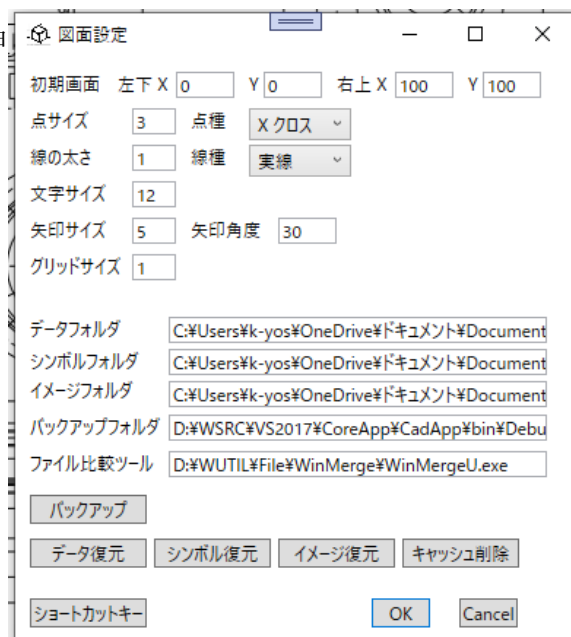 図面設定
初期画面 左下 X 0 Y 0 右上 X 100 Y 100
点サイズ 3 点種 X クロス
線の太さ 1 線種 実線
文字サイズ 12
矢印サイズ 5 矢印角度 30
グリッドサイズ 1
データフォルダ C:¥Users¥k-yos¥OneDrive¥ドキュメント¥Document
シンボルフォルダ C:¥Users¥k-yos¥OneDrive¥ドキュメント¥Document
イメージフォルダ C:¥Users¥k-yos¥OneDrive¥ドキュメント¥Document
バックアップフォルダ D:¥WSRC¥VS2017¥CoreApp¥CadApp¥bin¥Debu
ファイル比較ツール D:¥WUTIL¥File¥WinMerge¥WinMergeU.exe
バックアップ
データ復元 シンボル復元 イメージ復元 キャッシュ削除
ショートカットキー OK Cancel